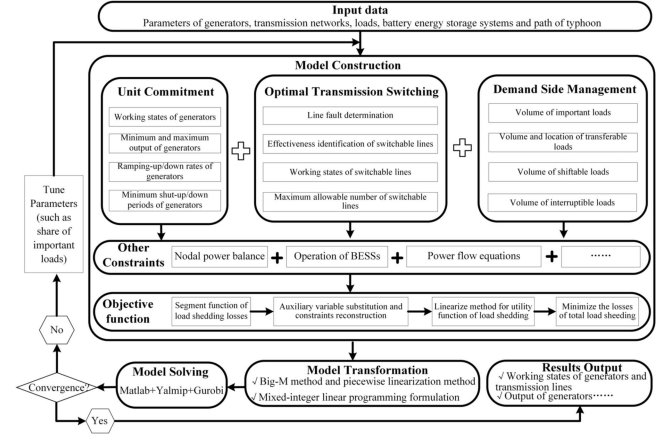 Input data
Parameters of generators, transmission networks, loads, battery energy storage systems and path of typhoon
Model Construction
Unit Commitment
Working states of generators
Minimum and maximum
output of generators
Ramping-up/down rates of
generators
Minimum shut-up/down
periods of generators
Optimal Transmission Switching
Line fault determination
Effectiveness identification of switchable lines
Working states of switchable lines
Maximum allowable number of switchable
lines
Demand Side Management
Volume of important loads
Volume and location of transferable
loads
Volume of shiftable loads
Volume of interruptible loads
Tune
Parameters
(such as
share of
important
loads)
Other
Constraints
Nodal power balance
+
Operation of BESSs
+
Power flow equations
+
……
Objective
function
Segment function of
load shedding losses
Auxiliary variable substitution and
constraints reconstruction
Linearize method for utility
function of load shedding
Minimize the losses
of total load sheeding
No
Convergence?
Yes
Model Solving
Matlab+Yalmip+Gurobi
Model Transformation
√ Big-M method and piecewise linearization method
√ Mixed-integer linear programming formulation
Results Output
√ Working states of generators and
transmission lines
√ Output of generators……